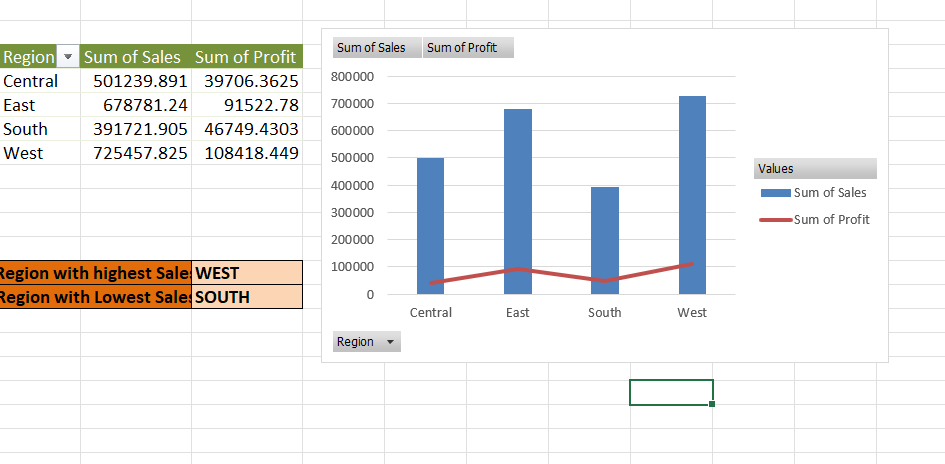 Region Sum of Sales Sum of Profit
Central 501239.891 39706.3625
East 678781.24 91522.78
South 391721.905 46749.4303
West 725457.825 108418.449
Region with highest Sales WEST
Region with Lowest Sales SOUTH
Sum of Sales Sum of Profit
800000
700000
600000
500000
400000
300000
200000
100000
0
Central East South West
Region
Values
Sum of Sales
Sum of Profit